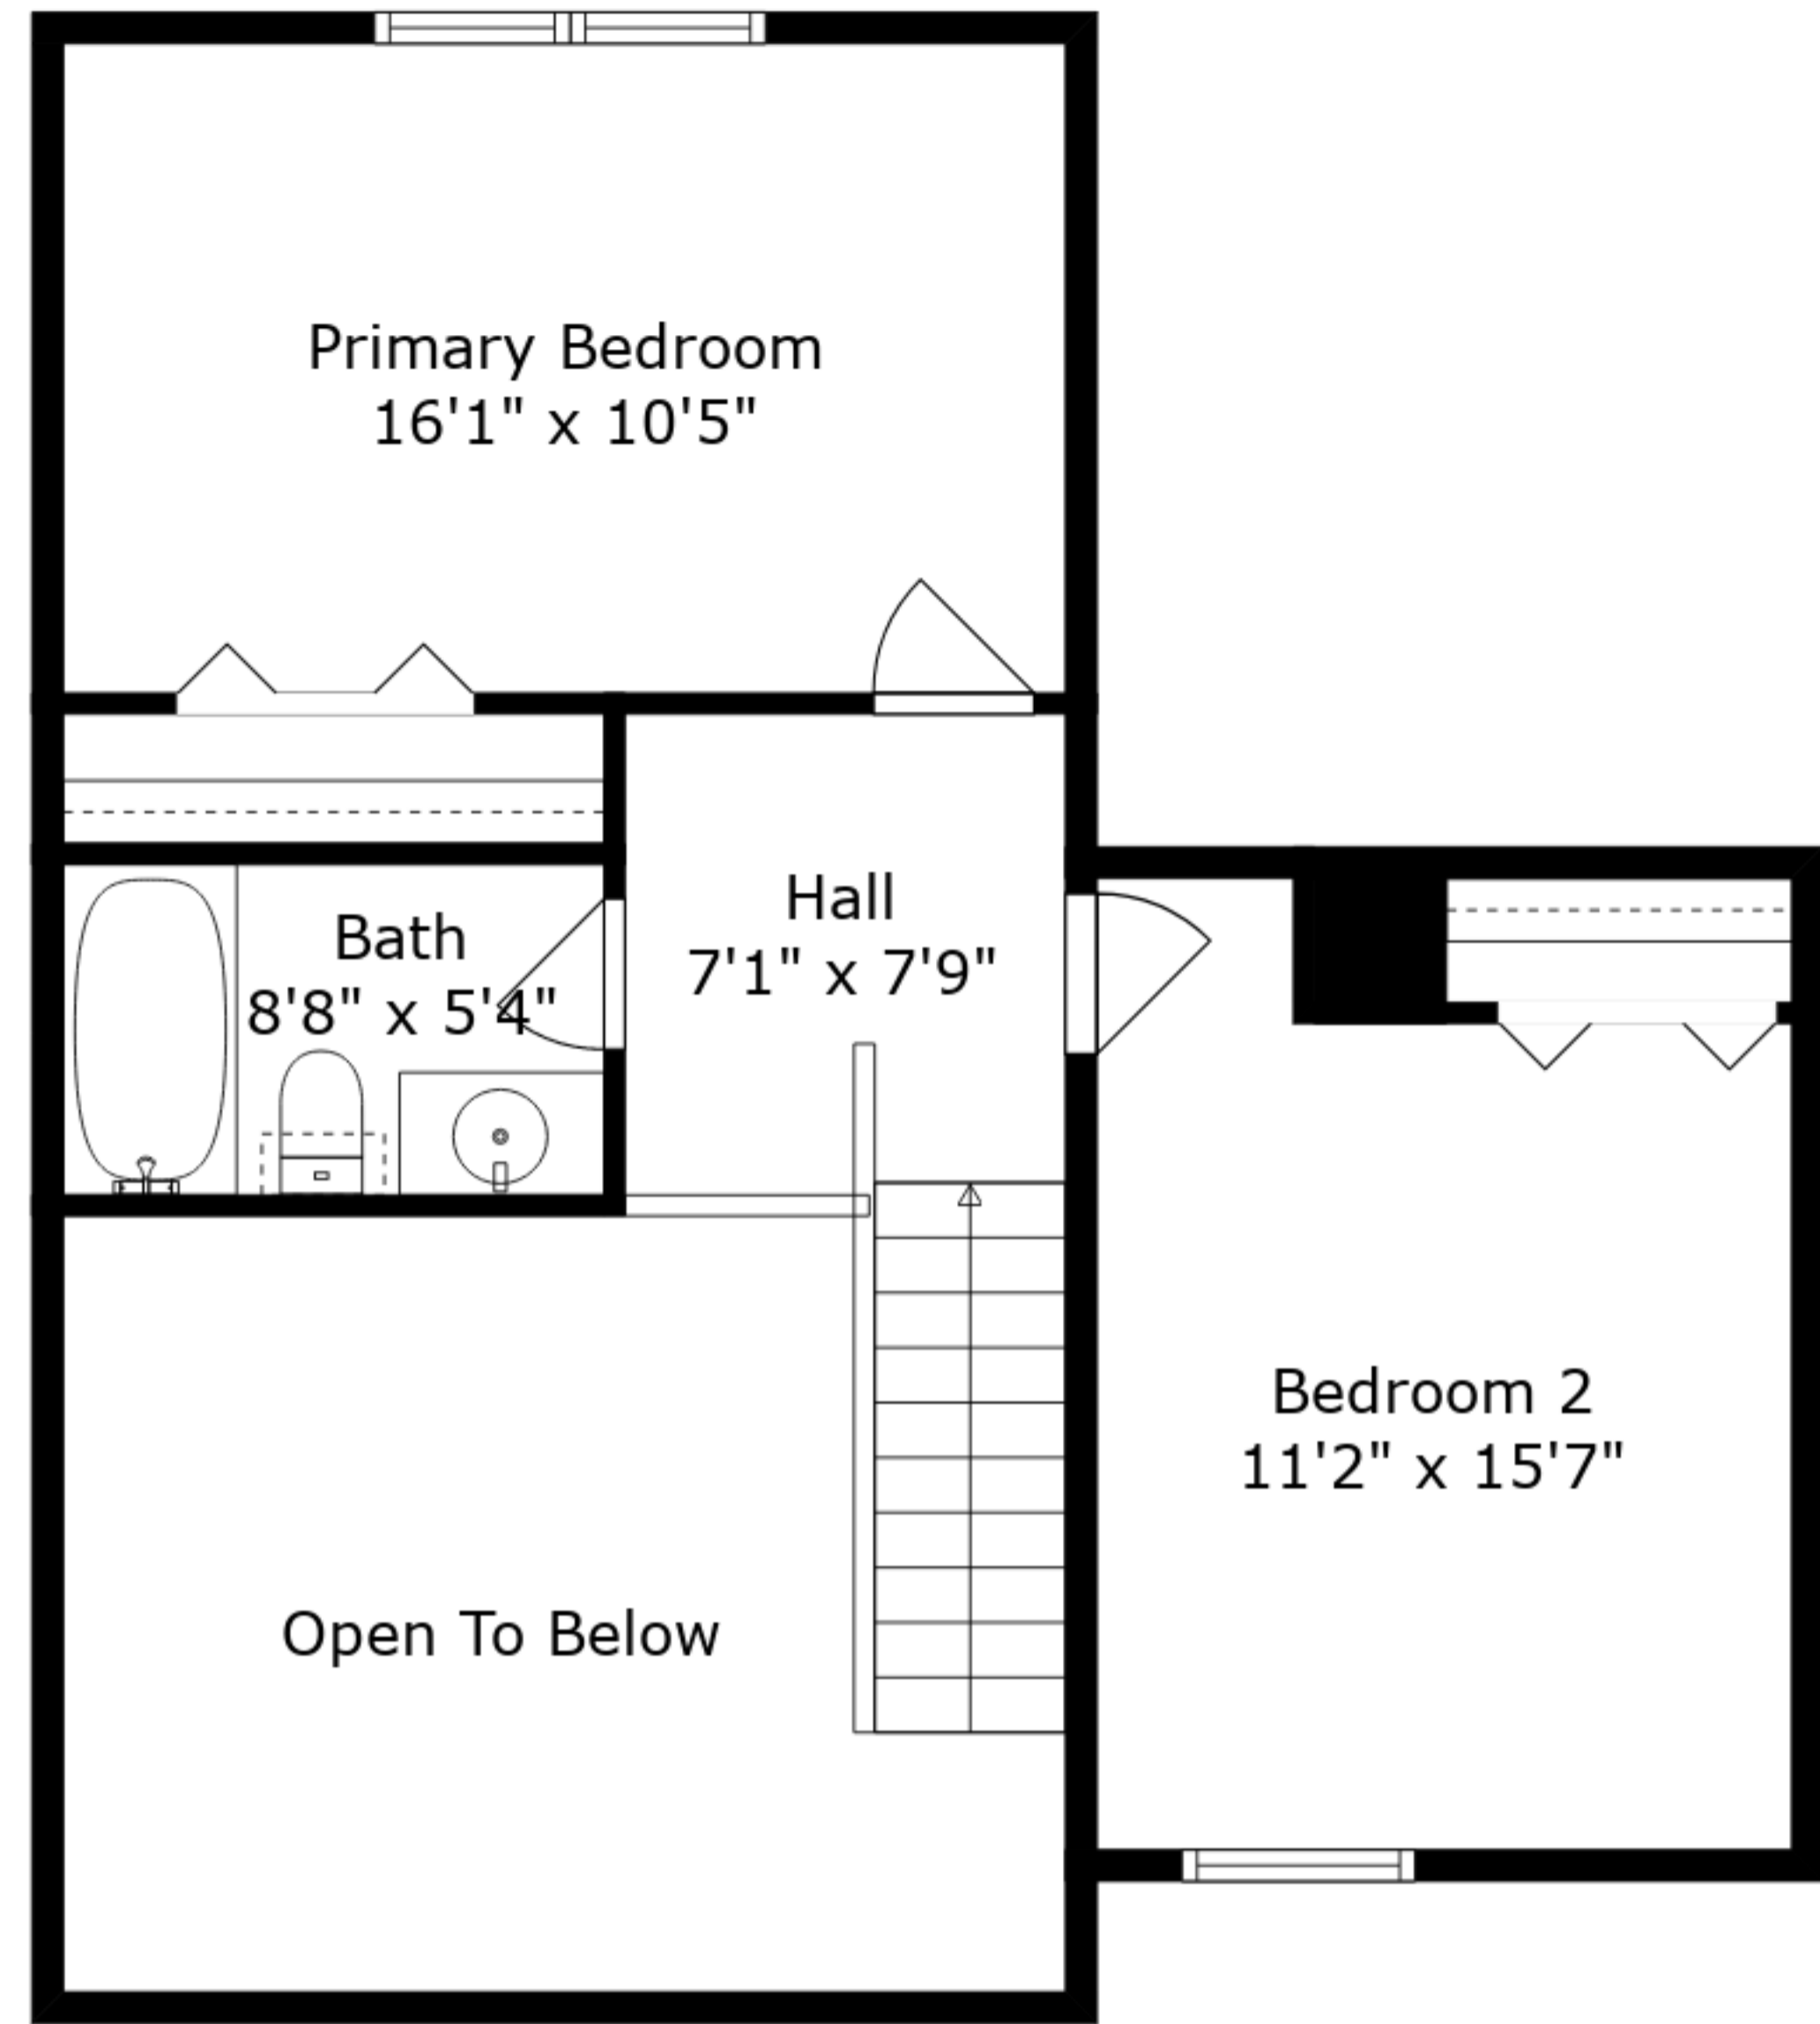 Primary Bedroom
16'1" x 10'5"
Hall
7'1" x 7'9"
Bath
8'8" x 5'4"
Bedroom 2
11'2" x 15'7"
Open To Below